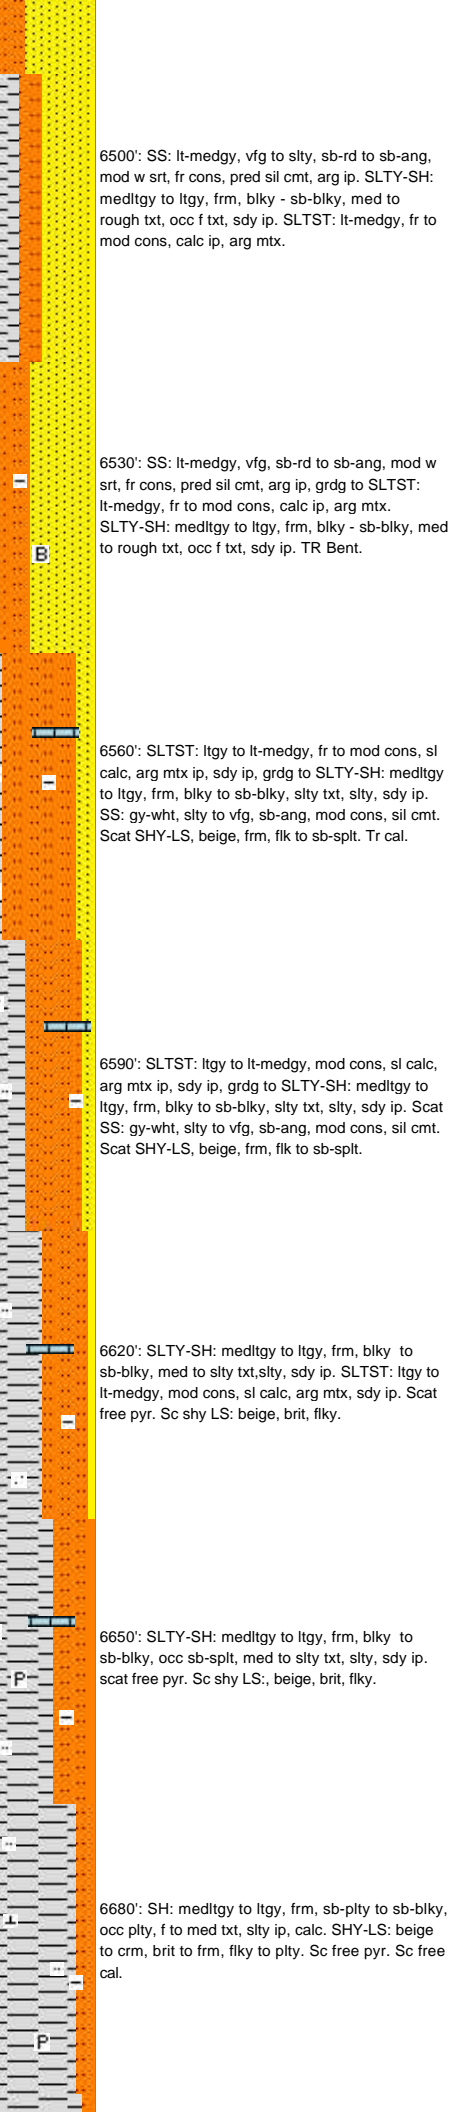 6500': SS: lt-medgy, vfg to slty, sb-rd to sb-ang,
mod w srt, fr cons, pred sil cmt, arg ip. SLTY-SH:
medltgy to ltgy, frm, blky - sb-blky, med to
rough txt, occ f txt, sdy ip. SLTST: lt-medgy, fr to
mod cons, calc ip, arg mtx.
6530': SS: lt-medgy, vfg, sb-rd to sb-ang, mod w
srt, fr cons, pred sil cmt, arg ip, grdg to SLTST:
lt-medgy, fr to mod cons, calc ip, arg mtx.
SLTY-SH: medltgy to ltgy, frm, blky - sb-blky, med
to rough txt, occ f txt, sdy ip. TR Bent.
B
6560': SLTST: ltgy to lt-medgy, fr to mod cons, sl
calc, arg mtx ip, sdy ip, grdg to SLTY-SH: medltgy
to ltgy, frm, blky to sb-blky, slty txt, slty, sdy ip.
SS: gy-wht, slty to vfg, sb-ang, mod cons, sil cmt.
Scat SHY-LS, beige, frm, flk to sb-splt. Tr cal.
6590': SLTST: ltgy to lt-medgy, mod cons, sl calc,
arg mtx ip, sdy ip, grdg to SLTY-SH: medltgy to
ltgy, frm, blky to sb-blky, slty txt, slty, sdy ip. Scat
SS: gy-wht, slty to vfg, sb-ang, mod cons, sil cmt.
Scat SHY-LS, beige, frm, flk to sb-splt.
6620': SLTY-SH: medltgy to ltgy, frm, blky  to
sb-blky, med to slty txt,slty, sdy ip. SLTST: ltgy to
lt-medgy, mod cons, sl calc, arg mtx, sdy ip. Scat
free pyr. Sc shy LS: beige, brit, flky.
6650': SLTY-SH: medltgy to ltgy, frm, blky  to
sb-blky, occ sb-splt, med to slty txt, slty, sdy ip.
scat free pyr. Sc shy LS:, beige, brit, flky.
P
6680': SH: medltgy to ltgy, frm, sb-plty to sb-blky,
occ plty, f to med txt, slty ip, calc. SHY-LS: beige
to crm, brit to frm, flky to plty. Sc free pyr. Sc free
cal.
P